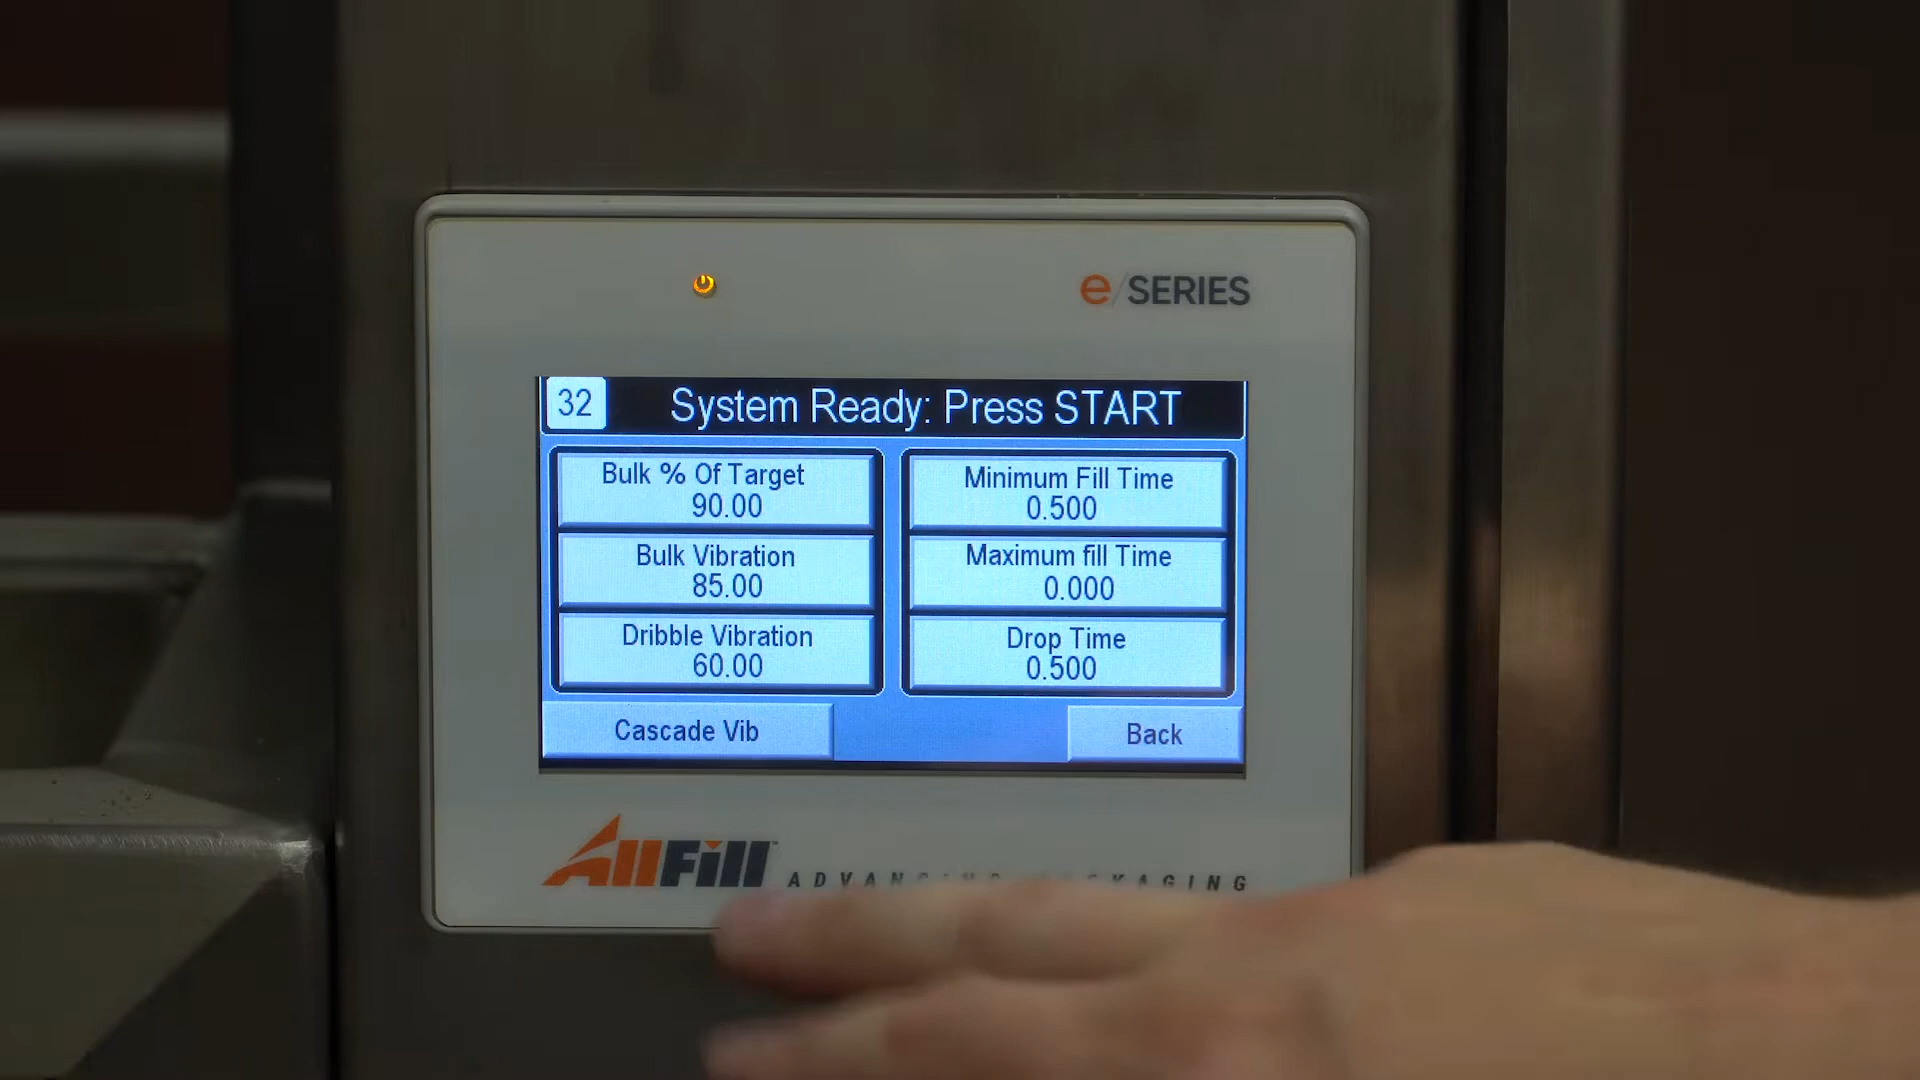 e/SERIES
32 System Ready: Press START
Bulk % Of Target
90.00
Minimum Fill Time
0.500
Bulk Vibration
85.00
Maximum fill Time
0.000
Dribble Vibration
60.00
Drop Time
0.500
Cascade Vib
Back
AllFill™
ADVANCING PACKAGING